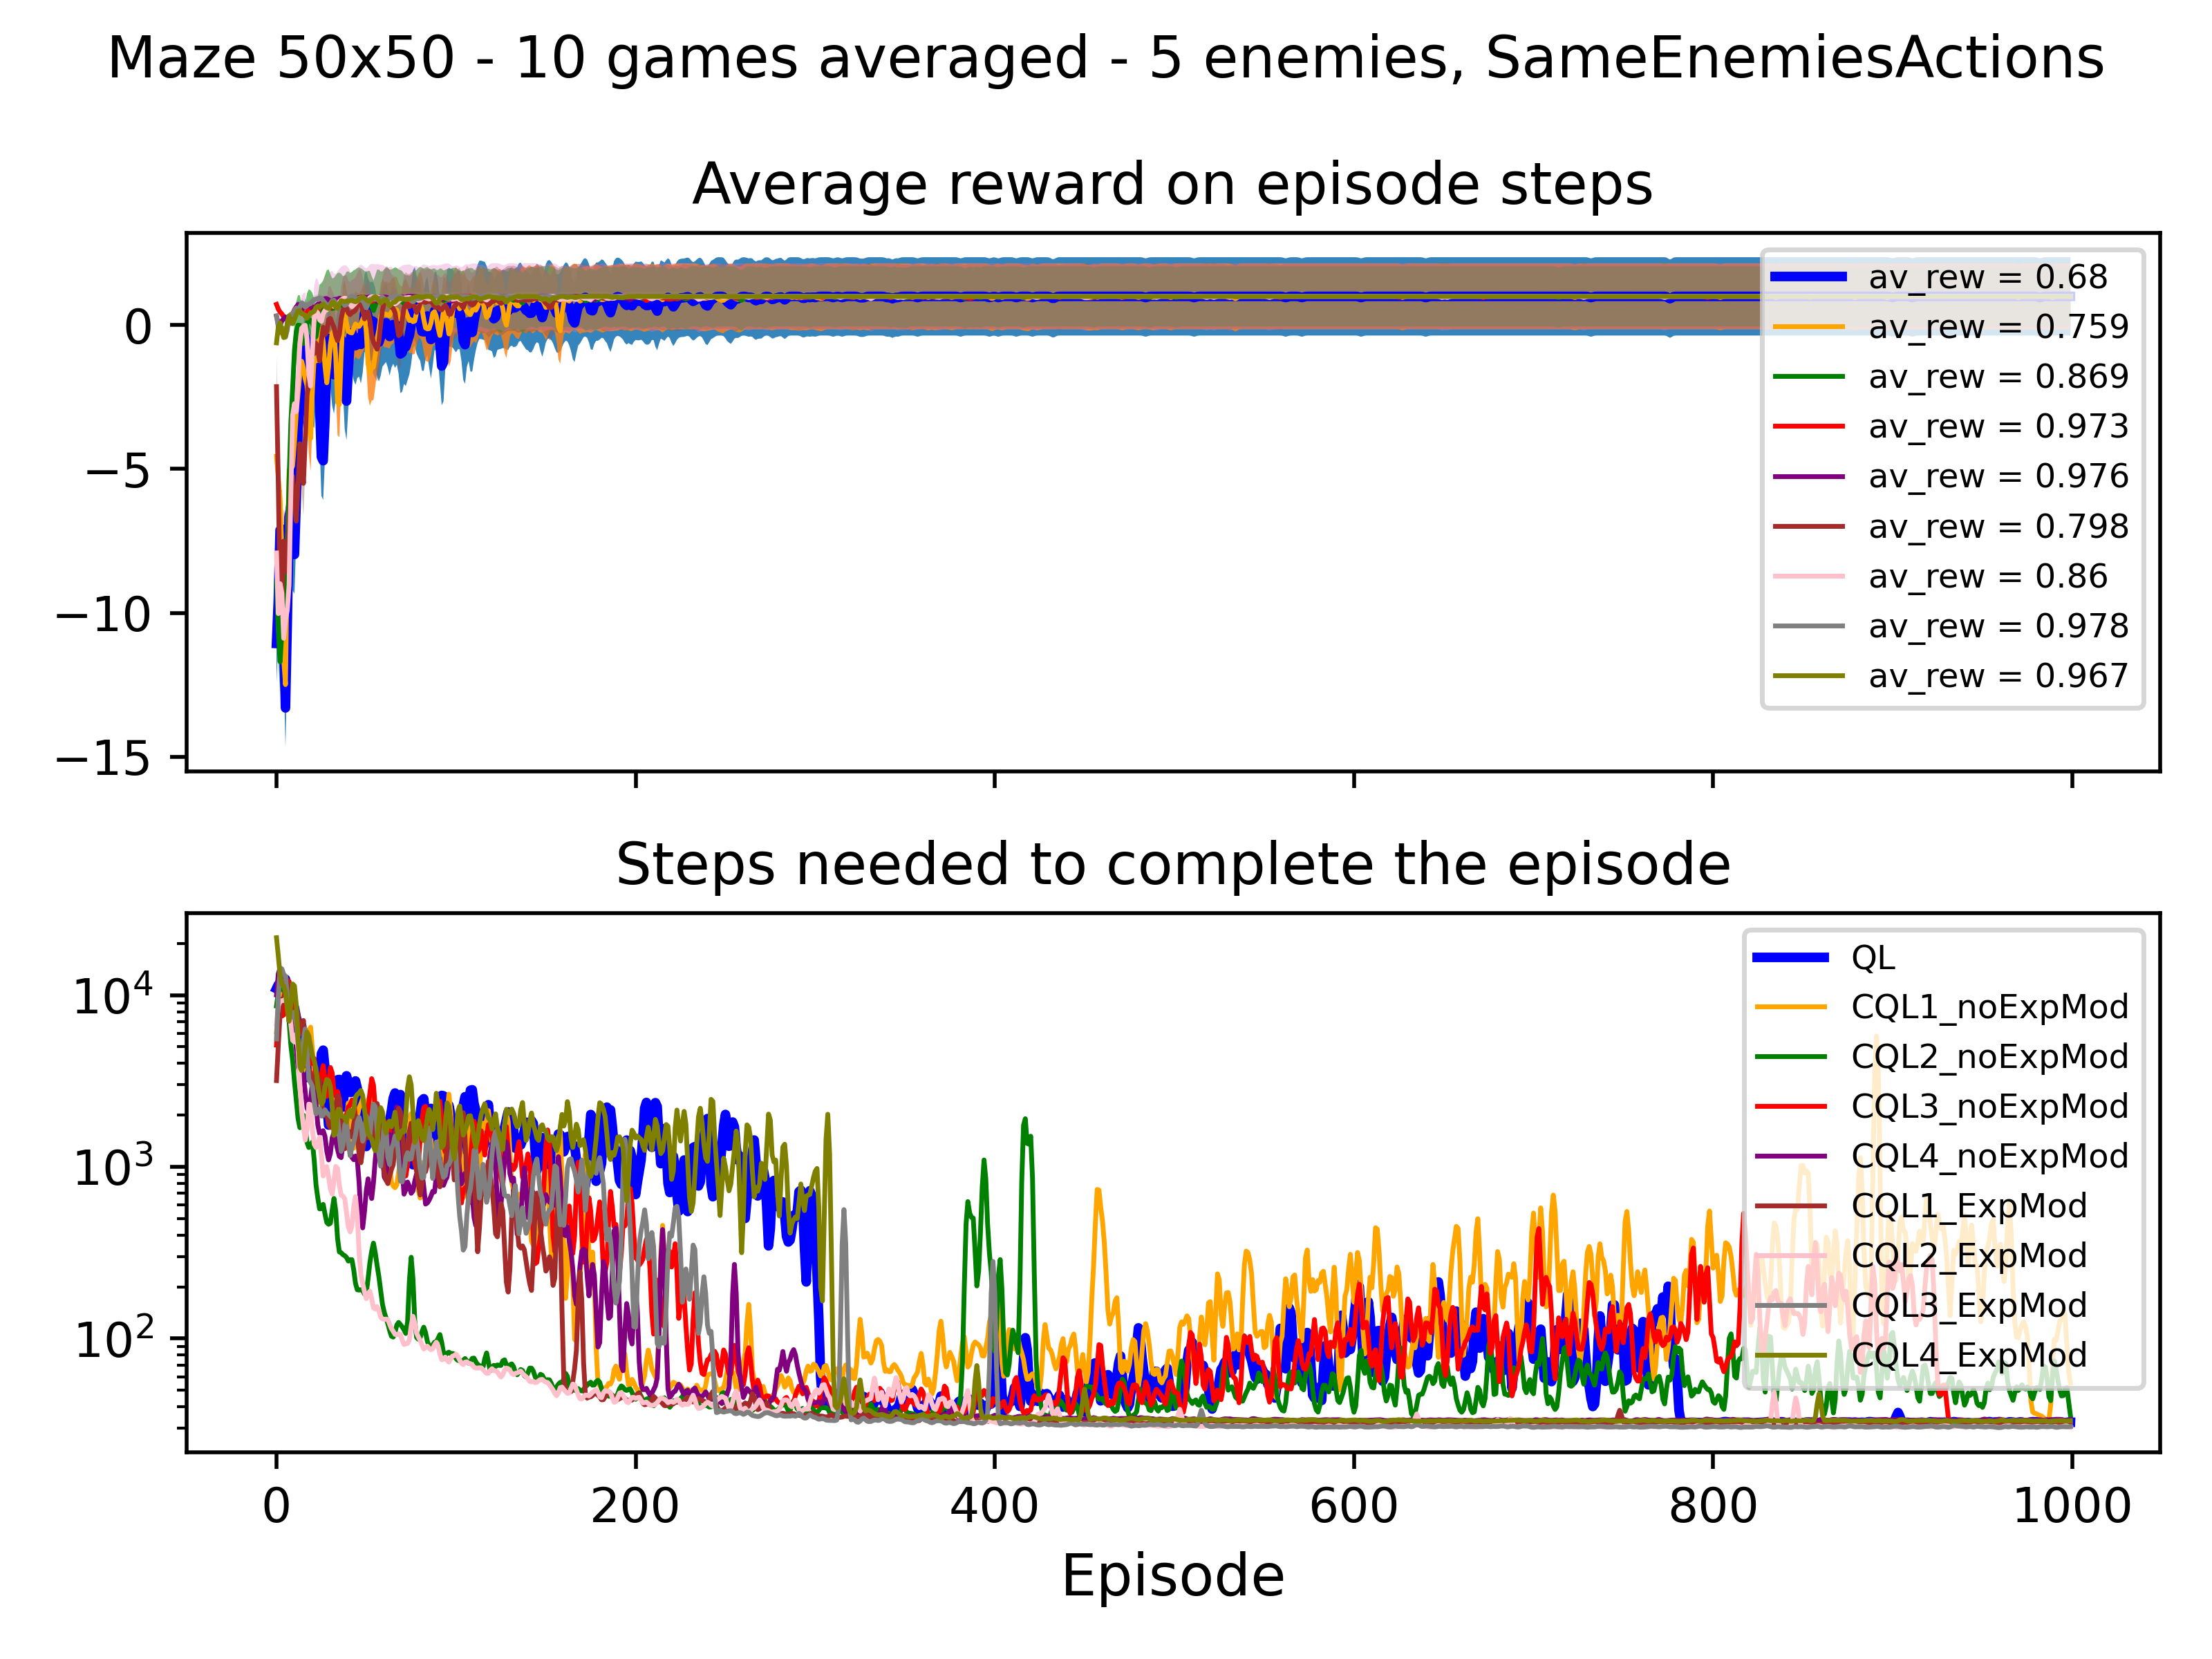 Maze 50x50 - 10 games averaged - 5 enemies, SameEnemiesActions
Average reward on episode steps
0
−5
−10
−15
av_rew = 0.68
av_rew = 0.759
av_rew = 0.869
av_rew = 0.973
av_rew = 0.976
av_rew = 0.798
av_rew = 0.86
av_rew = 0.978
av_rew = 0.967
Steps needed to complete the episode
10⁴
10³
10²
QL
CQL1_noExpMod
CQL2_noExpMod
CQL3_noExpMod
CQL4_noExpMod
CQL1_ExpMod
CQL2_ExpMod
CQL3_ExpMod
CQL4_ExpMod
0 200 400 600 800 1000
Episode